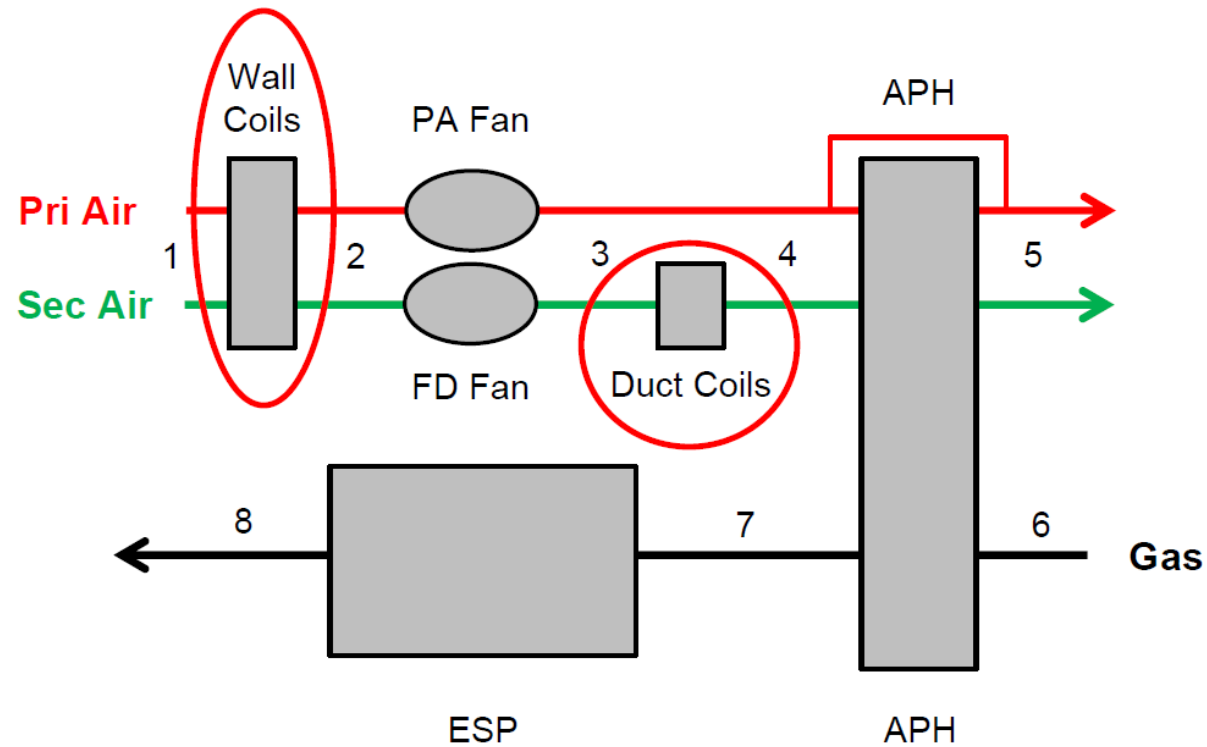 Wall
Coils
PA Fan
APH
Pri Air
1
2
3
4
5
Sec Air
FD Fan
Duct Coils
8
7
6
Gas
ESP
APH